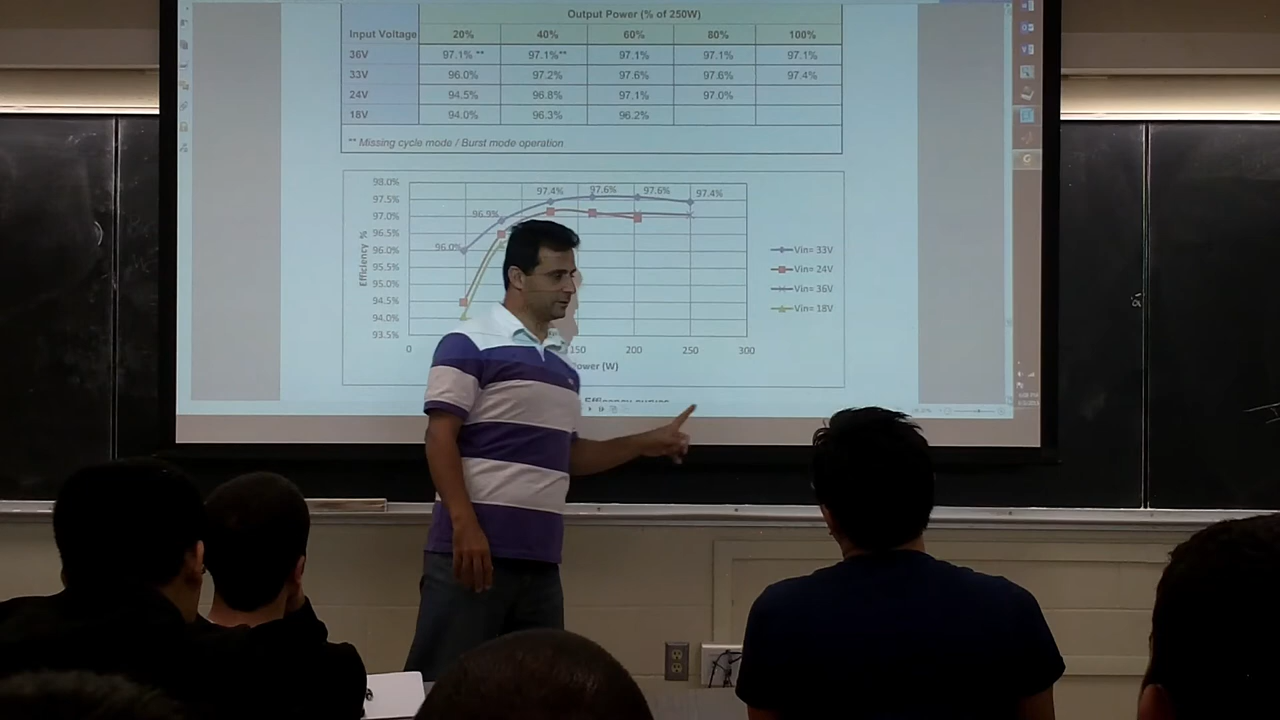 Output Power (% of 250W)
Input Voltage 20% 40% 60% 80% 100%
36V 97.1% ** 97.1%** 97.1% 97.1% 97.1%
33V 96.0% 97.2% 97.6% 97.6% 97.4%
24V 94.5% 96.8% 97.1% 97.0%
18V 94.0% 96.3% 96.2%
** Missing cycle mode / Burst mode operation
98.0%
97.5%
97.0%
96.5%
96.0%
95.5%
95.0%
94.5%
94.0%
93.5%
Efficiency %
96.0% 96.9% 97.4% 97.6% 97.6% 97.4%
Vin= 33V
Vin= 24V
Vin= 36V
Vin= 18V
0 150 200 250 300
ower (W)
Efficency curves